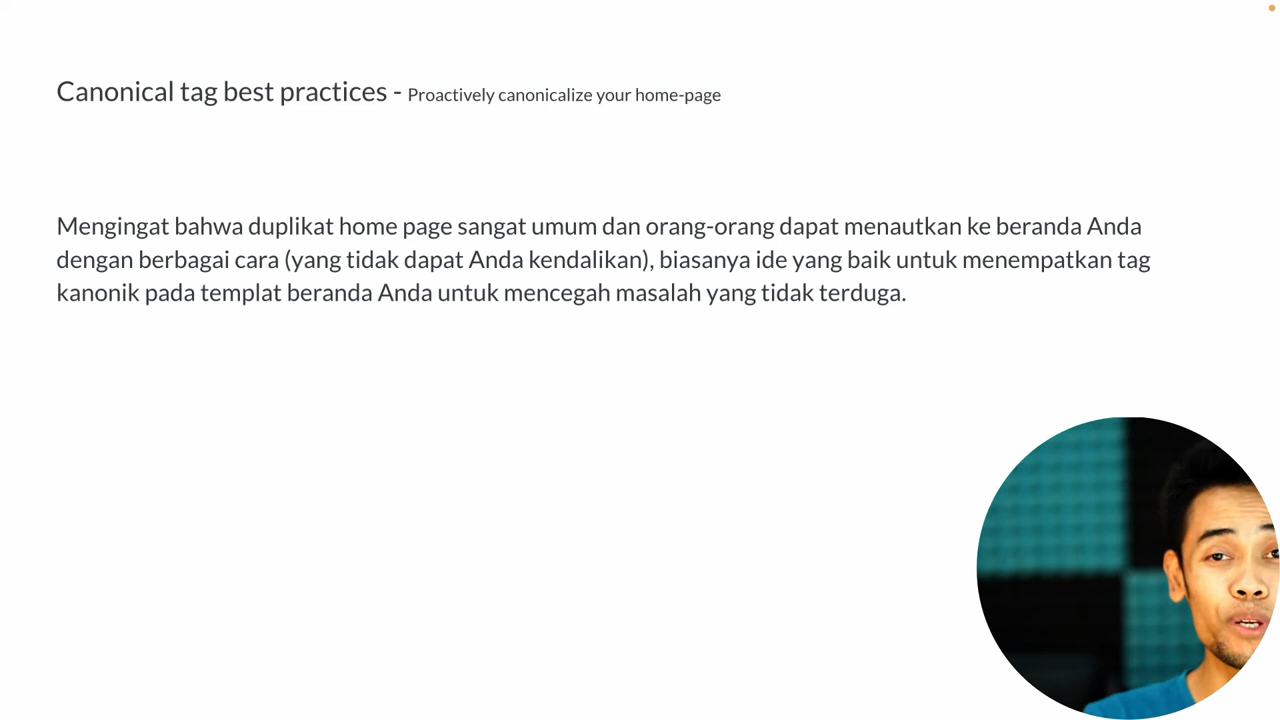 Canonical tag best practices - Proactively canonicalize your home-page
Mengingat bahwa duplikat home page sangat umum dan orang-orang dapat menautkan ke beranda Anda
dengan berbagai cara (yang tidak dapat Anda kendalikan), biasanya ide yang baik untuk menempatkan tag
kanonik pada templat beranda Anda untuk mencegah masalah yang tidak terduga.